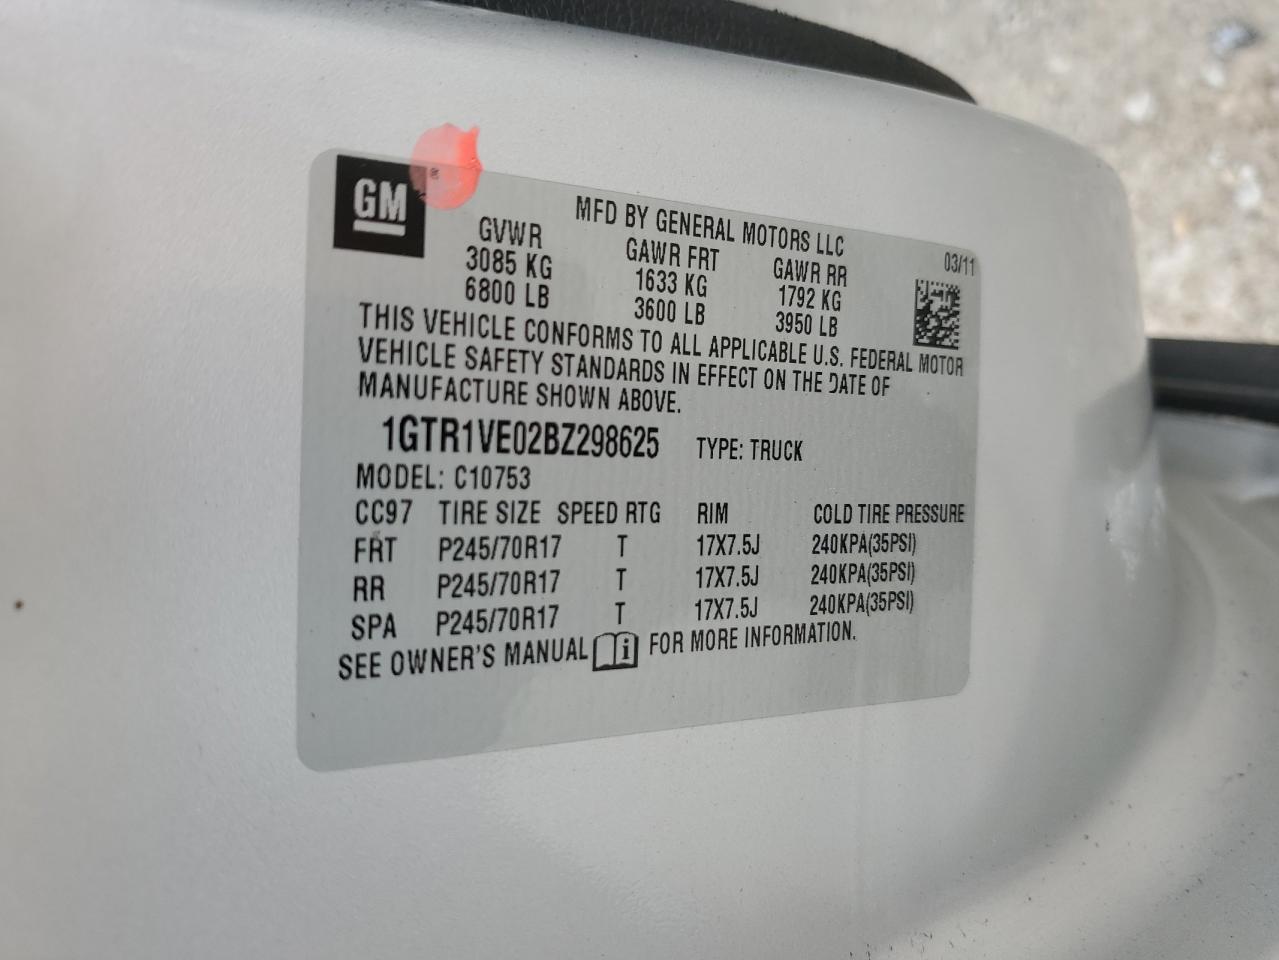 GM ®
MFD BY GENERAL MOTORS LLC
03/11
GVWR GAWR FRT GAWR RR
3085 KG 1633 KG 1792 KG
6800 LB 3600 LB 3950 LB
THIS VEHICLE CONFORMS TO ALL APPLICABLE U.S. FEDERAL MOTOR
VEHICLE SAFETY STANDARDS IN EFFECT ON THE DATE OF
MANUFACTURE SHOWN ABOVE.
1GTR1VE02BZ298625 TYPE: TRUCK
MODEL: C10753
CC97 TIRE SIZE SPEED RTG RIM COLD TIRE PRESSURE
FRT P245/70R17 T 17X7.5J 240KPA(35PSI)
RR P245/70R17 T 17X7.5J 240KPA(35PSI)
SPA P245/70R17 T 17X7.5J 240KPA(35PSI)
SEE OWNER'S MANUAL i FOR MORE INFORMATION.